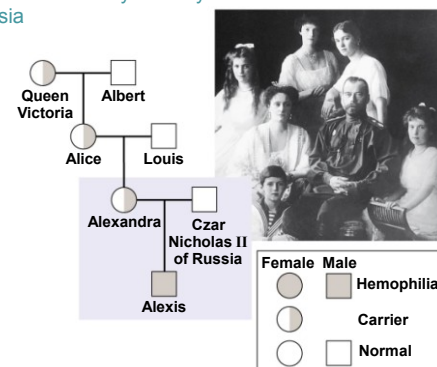 sia
Queen
Victoria
Albert
Alice
Louis
Alexandra
Czar
Nicholas II
of Russia
Alexis
Female Male
Hemophilia
Carrier
Normal